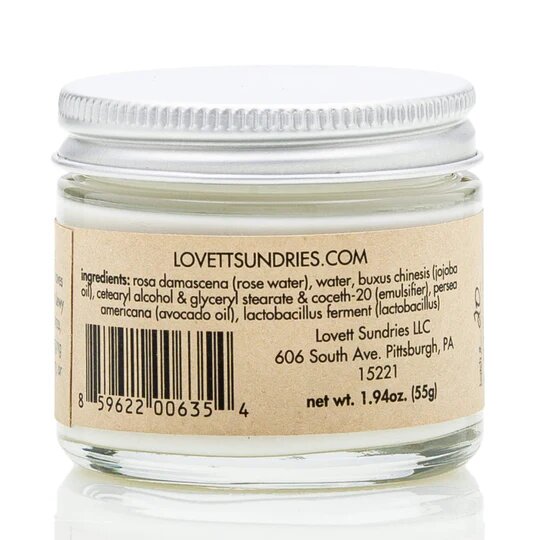 LOVETTSUNDRIES.COM
ingredients: rosa damascena (rose water), water, buxus chinesis (jojoba
oil), cetearyl alcohol & glyceryl stearate & coceth-20 (emulsifier), persea
americana (avocado oil), lactobacillus ferment (lactobacillus)
Lovett Sundries LLC
606 South Ave. Pittsburgh, PA
15221
net wt. 1.94oz. (55g)
8 59622 00635 4